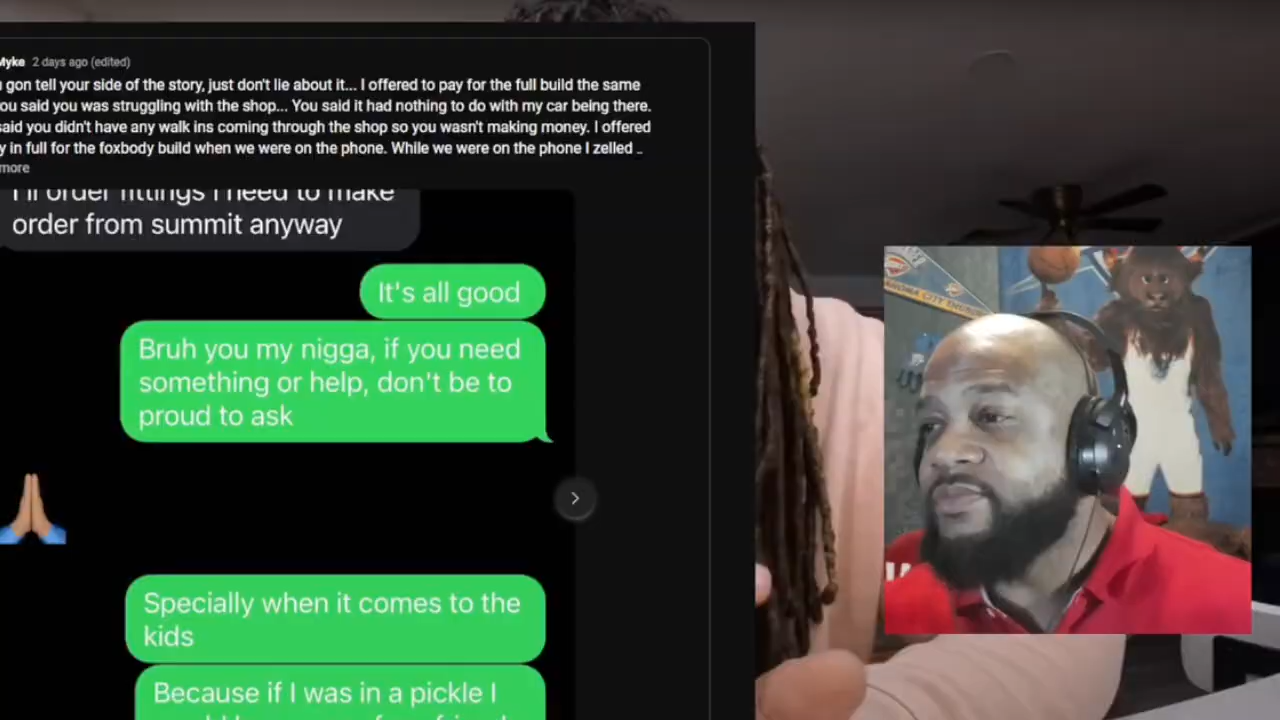 Myke 2 days ago (edited)
gon tell your side of the story, just don't lie about it... I offered to pay for the full build the same
ou said you was struggling with the shop... You said it had nothing to do with my car being there.
said you didn't have any walk ins coming through the shop so you wasn't making money. I offered
y in full for the foxbody build when we were on the phone. While we were on the phone I zelled ..
more
I'll order fittings I need to make
order from summit anyway
It's all good
Bruh you my nigga, if you need
something or help, don't be to
proud to ask
Specially when it comes to the
kids
Because if I was in a pickle I